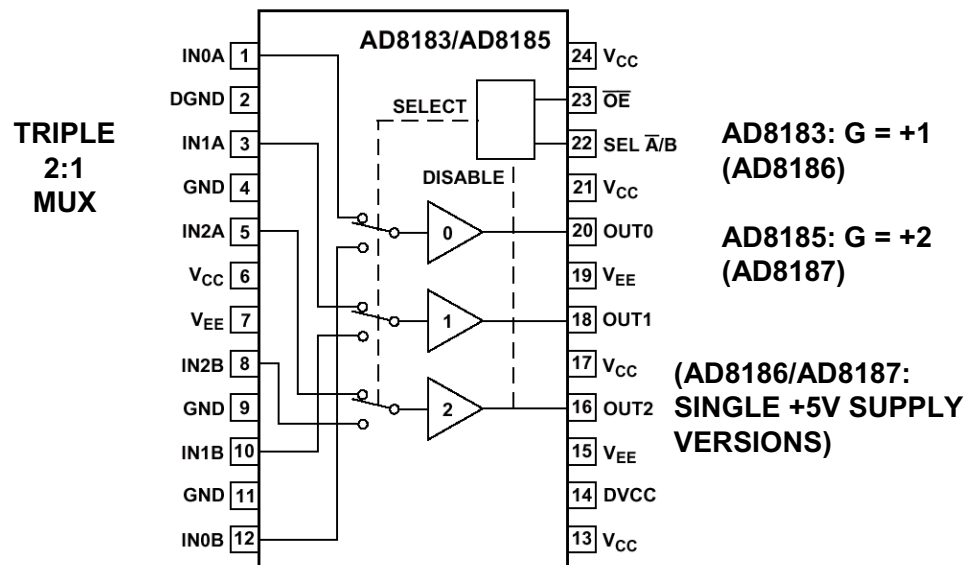 AD8183/AD8185
IN0A 1
DGND 2
IN1A 3
GND 4
IN2A 5
VCC 6
VEE 7
IN2B 8
GND 9
IN1B 10
GND 11
IN0B 12
24 VCC
23 O̅E̅
22 SEL A̅/B
21 VCC
20 OUT0
19 VEE
18 OUT1
17 VCC
16 OUT2
15 VEE
14 DVCC
13 VCC
SELECT
DISABLE
0
1
2
TRIPLE
2:1
MUX
AD8183: G = +1
(AD8186)
AD8185: G = +2
(AD8187)
(AD8186/AD8187:
SINGLE +5V SUPPLY
VERSIONS)